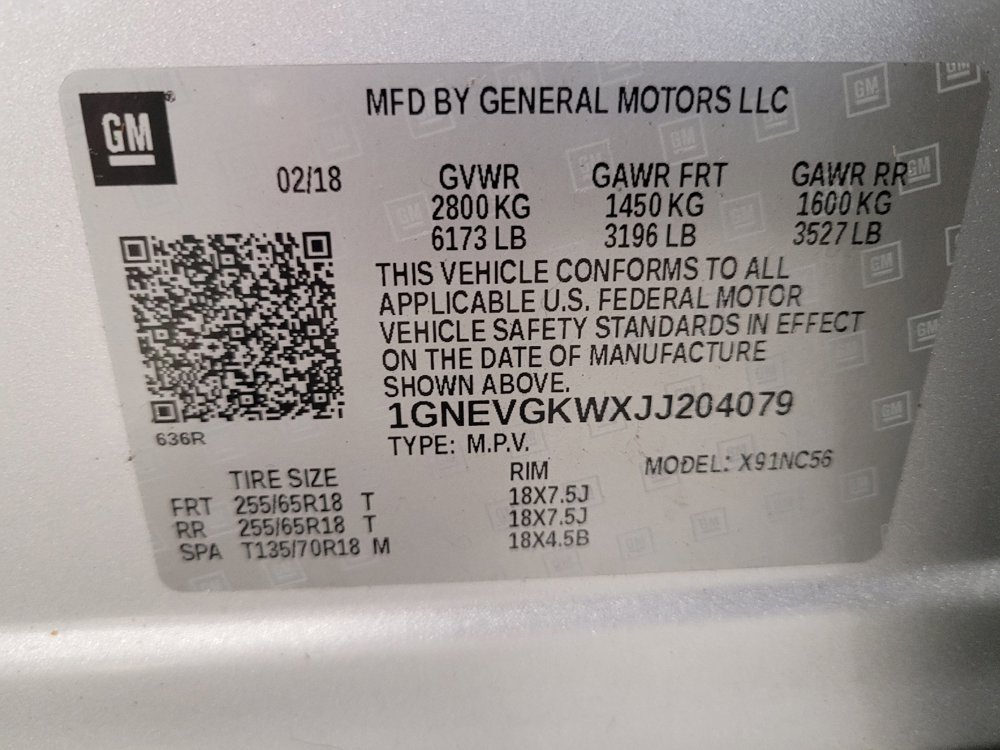 GM
MFD BY GENERAL MOTORS LLC
02/18
GVWR GAWR FRT GAWR RR
2800 KG 1450 KG 1600 KG
6173 LB 3196 LB 3527 LB
THIS VEHICLE CONFORMS TO ALL
APPLICABLE U.S. FEDERAL MOTOR
VEHICLE SAFETY STANDARDS IN EFFECT
ON THE DATE OF MANUFACTURE
SHOWN ABOVE.
1GNEVGKWXJJ204079
636R
TYPE: M.P.V. MODEL: X91NC56
TIRE SIZE RIM
FRT 255/65R18 T 18X7.5J
RR 255/65R18 T 18X7.5J
SPA T135/70R18 M 18X4.5B